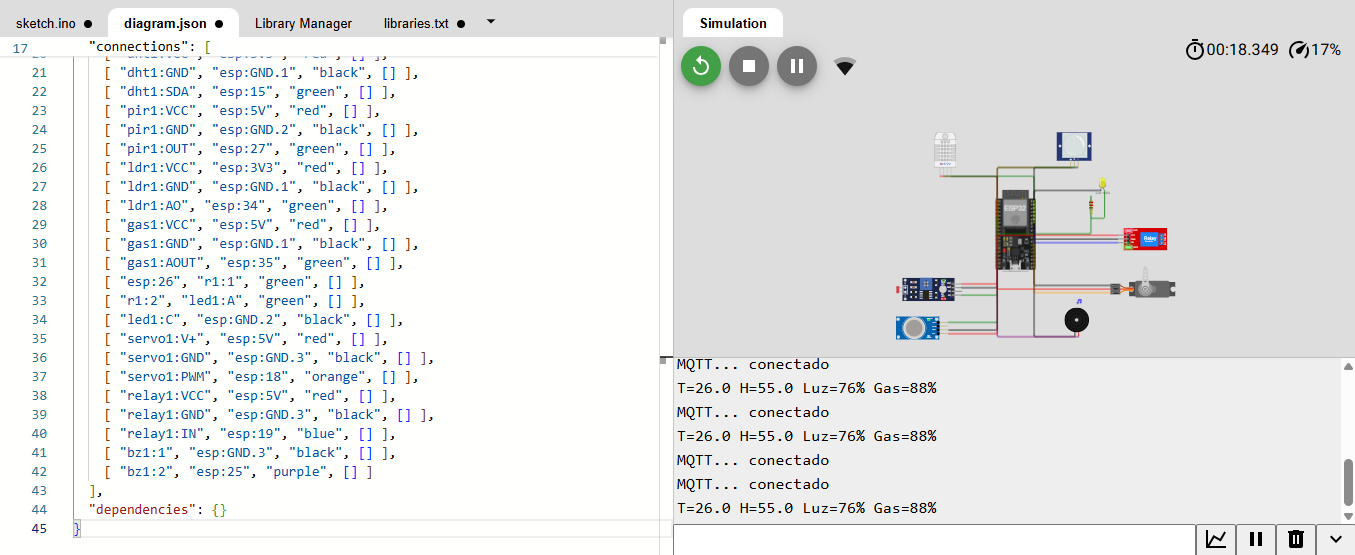 sketch.ino ● diagram.json ● Library Manager libraries.txt ●
17 "connections": [
21 [ "dht1:GND", "esp:GND.1", "black", [] ],
22 [ "dht1:SDA", "esp:15", "green", [] ],
23 [ "pir1:VCC", "esp:5V", "red", [] ],
24 [ "pir1:GND", "esp:GND.2", "black", [] ],
25 [ "pir1:OUT", "esp:27", "green", [] ],
26 [ "ldr1:VCC", "esp:3V3", "red", [] ],
27 [ "ldr1:GND", "esp:GND.1", "black", [] ],
28 [ "ldr1:AO", "esp:34", "green", [] ],
29 [ "gas1:VCC", "esp:5V", "red", [] ],
30 [ "gas1:GND", "esp:GND.1", "black", [] ],
31 [ "gas1:AOUT", "esp:35", "green", [] ],
32 [ "esp:26", "r1:1", "green", [] ],
33 [ "r1:2", "led1:A", "green", [] ],
34 [ "led1:C", "esp:GND.2", "black", [] ],
35 [ "servo1:V+", "esp:5V", "red", [] ],
36 [ "servo1:GND", "esp:GND.3", "black", [] ],
37 [ "servo1:PWM", "esp:18", "orange", [] ],
38 [ "relay1:VCC", "esp:5V", "red", [] ],
39 [ "relay1:GND", "esp:GND.3", "black", [] ],
40 [ "relay1:IN", "esp:19", "blue", [] ],
41 [ "bz1:1", "esp:GND.3", "black", [] ],
42 [ "bz1:2", "esp:25", "purple", [] ]
43 ],
44 "dependencies": {}
45 }
Simulation
00:18.349 17%
ESP32
Relay
MQTT... conectado
T=26.0 H=55.0 Luz=76% Gas=88%
MQTT... conectado
T=26.0 H=55.0 Luz=76% Gas=88%
MQTT... conectado
MQTT... conectado
T=26.0 H=55.0 Luz=76% Gas=88%